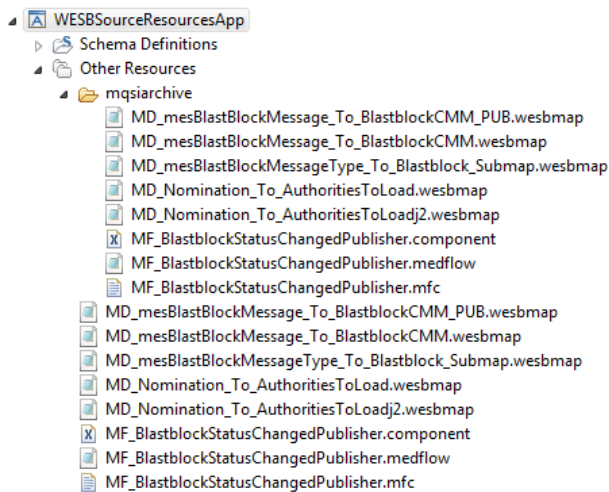 WESBSourceResourcesApp
Schema Definitions
Other Resources
mqsiarchive
MD_mesBlastBlockMessage_To_BlastblockCMM_PUB.wesbmap
MD_mesBlastBlockMessage_To_BlastblockCMM.wesbmap
MD_mesBlastBlockMessageType_To_Blastblock_Submap.wesbmap
MD_Nomination_To_AuthoritiesToLoad.wesbmap
MD_Nomination_To_AuthoritiesToLoadj2.wesbmap
MF_BlastblockStatusChangedPublisher.component
MF_BlastblockStatusChangedPublisher.medflow
MF_BlastblockStatusChangedPublisher.mfc
MD_mesBlastBlockMessage_To_BlastblockCMM_PUB.wesbmap
MD_mesBlastBlockMessage_To_BlastblockCMM.wesbmap
MD_mesBlastBlockMessageType_To_Blastblock_Submap.wesbmap
MD_Nomination_To_AuthoritiesToLoad.wesbmap
MD_Nomination_To_AuthoritiesToLoadj2.wesbmap
MF_BlastblockStatusChangedPublisher.component
MF_BlastblockStatusChangedPublisher.medflow
MF_BlastblockStatusChangedPublisher.mfc